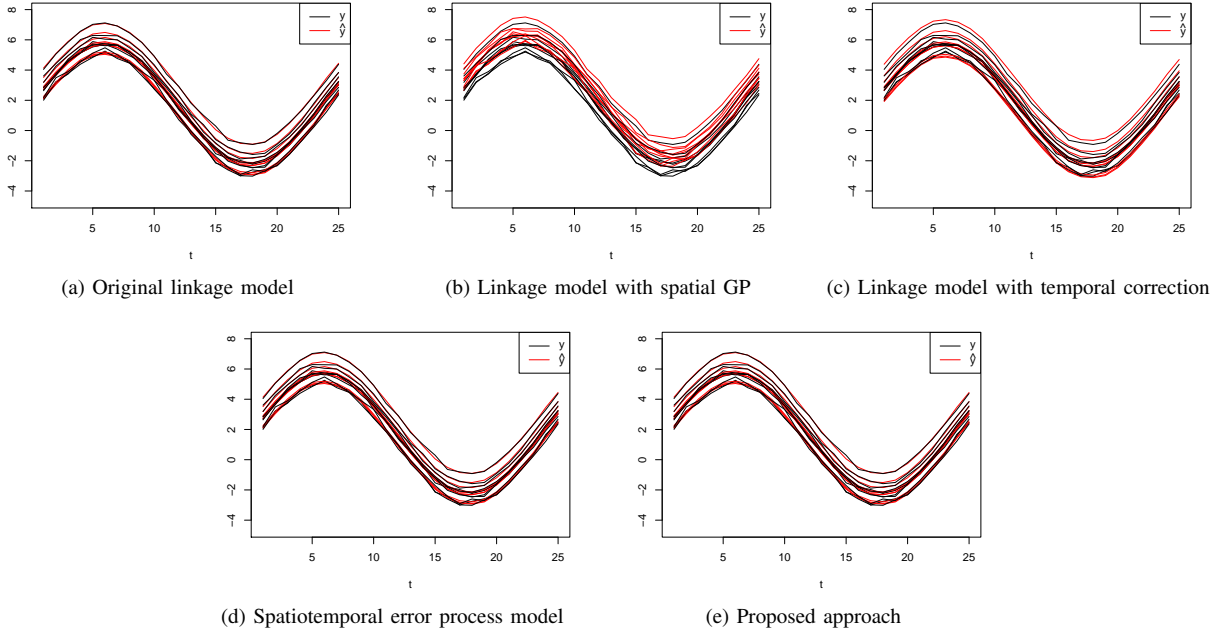 8
6
4
2
0
−2
−4
5 10 15 20 25
t
y
ŷ
(a) Original linkage model
8
6
4
2
0
−2
−4
5 10 15 20 25
t
y
ŷ
(b) Linkage model with spatial GP
8
6
4
2
0
−2
−4
5 10 15 20 25
t
y
ŷ
(c) Linkage model with temporal correction
8
6
4
2
0
−2
−4
5 10 15 20 25
t
y
ŷ
(d) Spatiotemporal error process model
8
6
4
2
0
−2
−4
5 10 15 20 25
t
y
ŷ
(e) Proposed approach